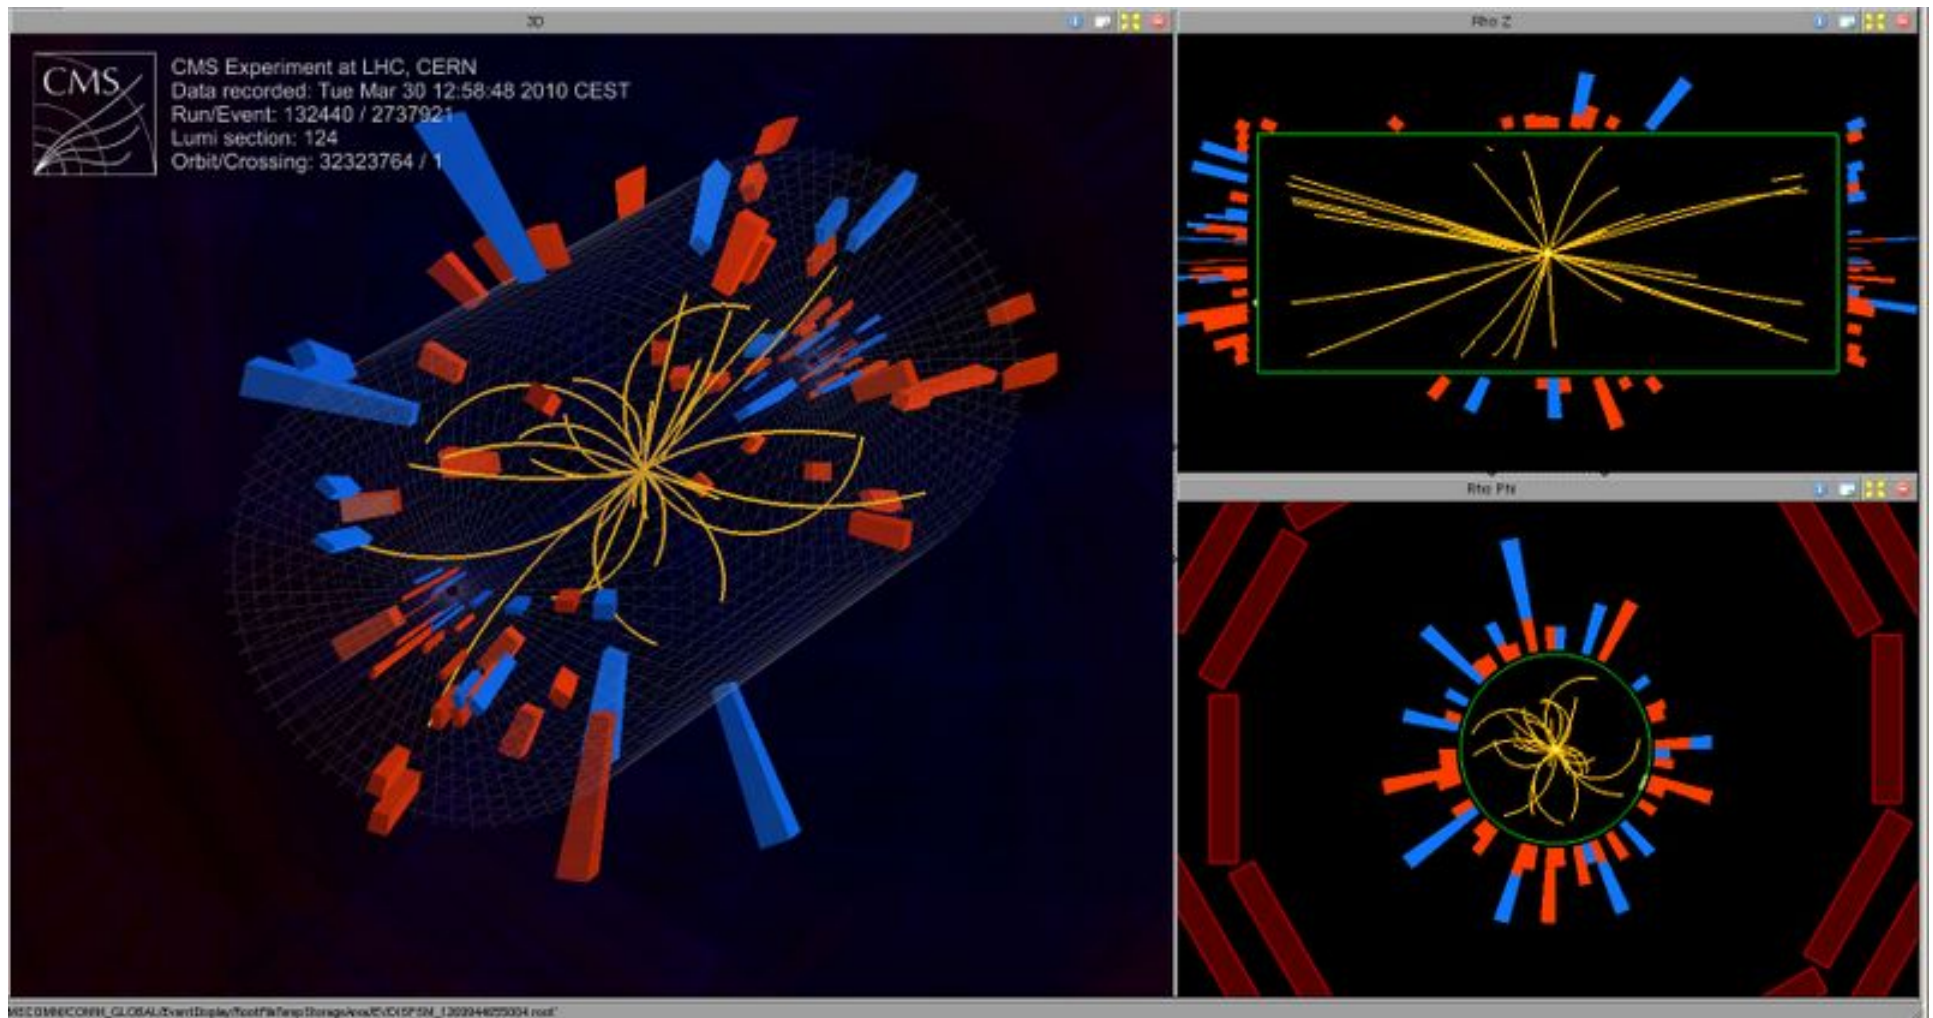 3D
CMS
CMS Experiment at LHC, CERN
Data recorded: Tue Mar 30 12:58:48 2010 CEST
Run/Event: 132440 / 2737921
Lumi section: 124
Orbit/Crossing: 32323764 / 1
Rho Z
Rho Phi